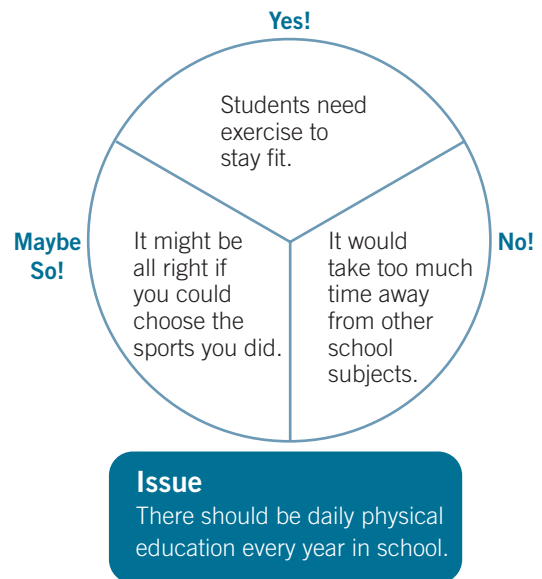 Yes!
Students need
exercise to
stay fit.
Maybe
So!
It might be
all right if
you could
choose the
sports you did.
It would
take too much
time away
from other
school
subjects.
No!
Issue
There should be daily physical
education every year in school.